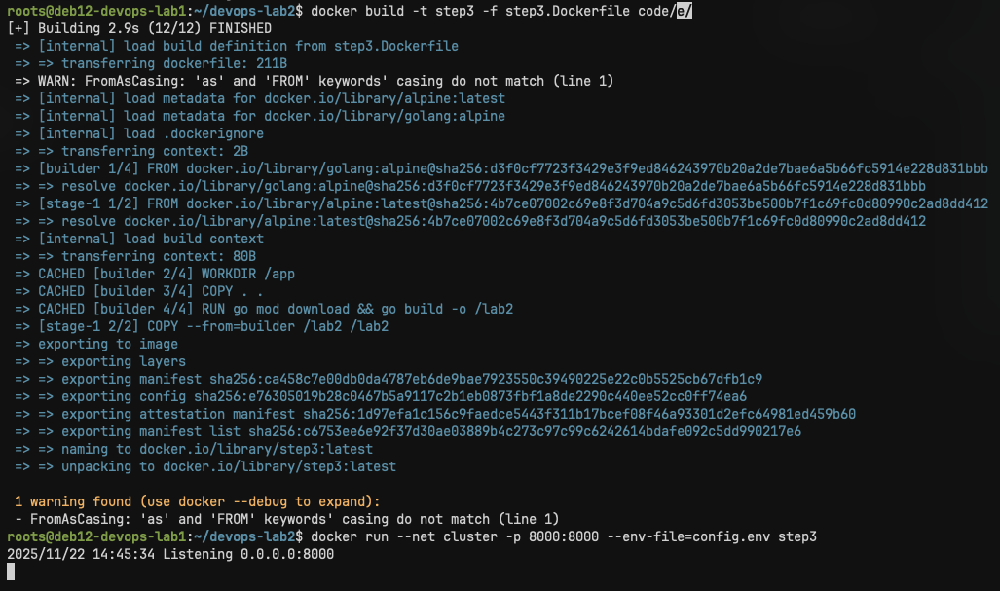 roots@deb12-devops-lab1:~/devops-lab2$ docker build -t step3 -f step3.Dockerfile code/e/
[+] Building 2.9s (12/12) FINISHED
=> [internal] load build definition from step3.Dockerfile
=> => transferring dockerfile: 211B
=> WARN: FromAsCasing: 'as' and 'FROM' keywords' casing do not match (line 1)
=> [internal] load metadata for docker.io/library/alpine:latest
=> [internal] load metadata for docker.io/library/golang:alpine
=> [internal] load .dockerignore
=> => transferring context: 2B
=> [builder 1/4] FROM docker.io/library/golang:alpine@sha256:d3f0cf7723f3429e3f9ed846243970b20a2de7bae6a5b66fc5914e228d831bbb
=> => resolve docker.io/library/golang:alpine@sha256:d3f0cf7723f3429e3f9ed846243970b20a2de7bae6a5b66fc5914e228d831bbb
=> [stage-1 1/2] FROM docker.io/library/alpine:latest@sha256:4b7ce07002c69e8f3d704a9c5d6fd3053be500b7f1c69fc0d80990c2ad8dd412
=> => resolve docker.io/library/alpine:latest@sha256:4b7ce07002c69e8f3d704a9c5d6fd3053be500b7f1c69fc0d80990c2ad8dd412
=> [internal] load build context
=> => transferring context: 80B
=> CACHED [builder 2/4] WORKDIR /app
=> CACHED [builder 3/4] COPY . .
=> CACHED [builder 4/4] RUN go mod download && go build -o /lab2
=> [stage-1 2/2] COPY --from=builder /lab2 /lab2
=> exporting to image
=> => exporting layers
=> => exporting manifest sha256:ca458c7e00db0da4787eb6de9bae7923550c39490225e22c0b5525cb67dfb1c9
=> => exporting config sha256:e76305019b28c0467b5a9117c2b1eb0873fbf1a8de2290c440ee52cc0ff74ea6
=> => exporting attestation manifest sha256:1d97efa1c156c9faedce5443f311b17bcef08f46a93301d2efc64981ed459b60
=> => exporting manifest list sha256:c6753ee6e92f37d30ae03889b4c273c97c99c6242614bdafe092c5dd990217e6
=> => naming to docker.io/library/step3:latest
=> => unpacking to docker.io/library/step3:latest
1 warning found (use docker --debug to expand):
- FromAsCasing: 'as' and 'FROM' keywords' casing do not match (line 1)
roots@deb12-devops-lab1:~/devops-lab2$ docker run --net cluster -p 8000:8000 --env-file=config.env step3
2025/11/22 14:45:34 Listening 0.0.0.0:8000